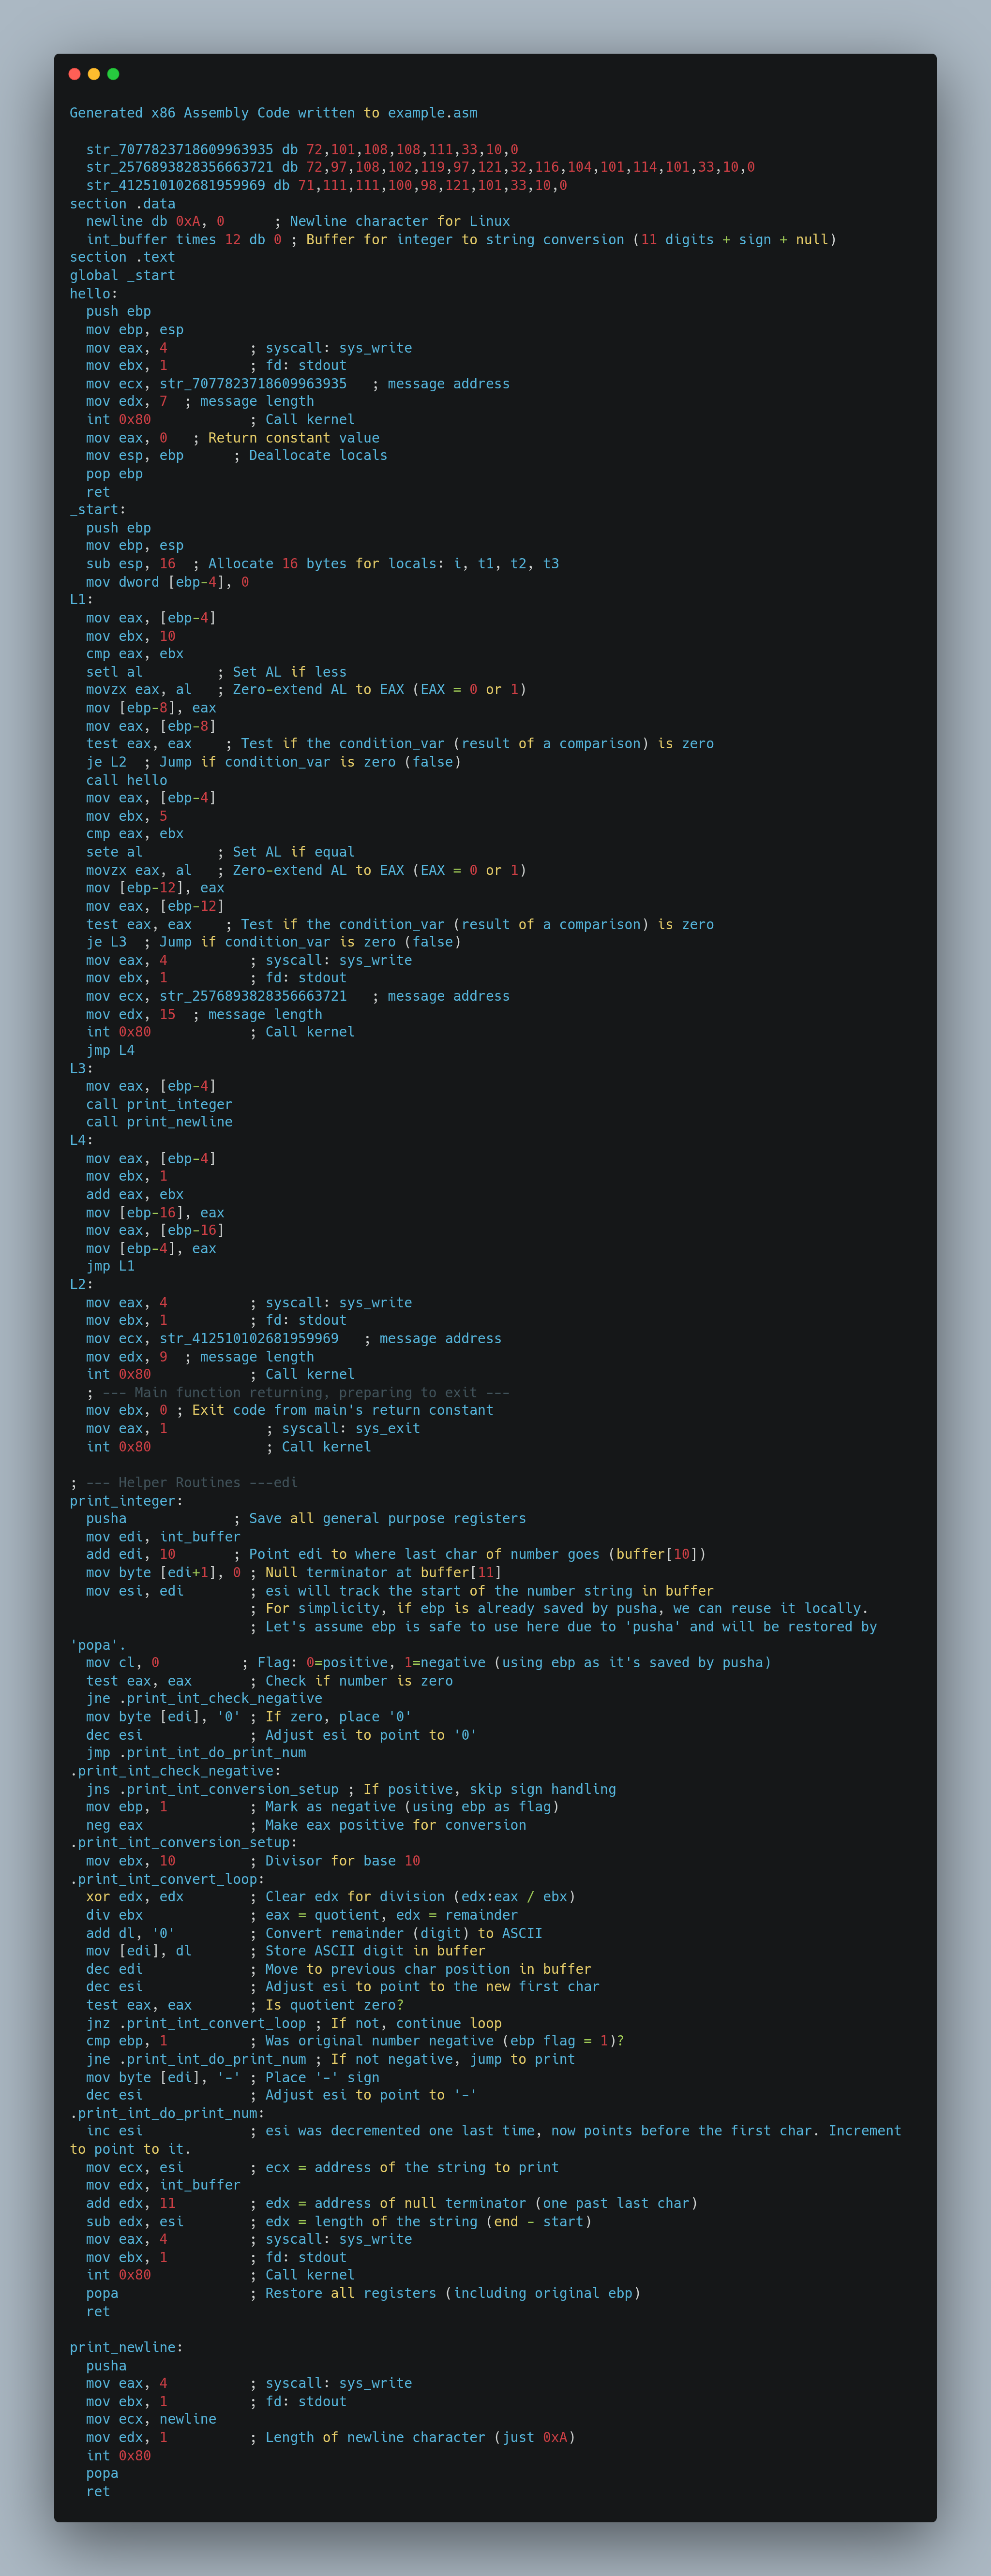 Generated x86 Assembly Code written to example.asm
str_7077823718609963935 db 72,101,108,108,111,33,10,0
str_2576893828356663721 db 72,97,108,102,119,97,121,32,116,104,101,114,101,33,10,0
str_412510102681959969 db 71,111,111,100,98,121,101,33,10,0
section .data
newline db 0xA, 0      ; Newline character for Linux
int_buffer times 12 db 0 ; Buffer for integer to string conversion (11 digits + sign + null)
section .text
global _start
hello:
push ebp
mov ebp, esp
mov eax, 4          ; syscall: sys_write
mov ebx, 1          ; fd: stdout
mov ecx, str_7077823718609963935   ; message address
mov edx, 7  ; message length
int 0x80            ; Call kernel
mov eax, 0   ; Return constant value
mov esp, ebp      ; Deallocate locals
pop ebp
ret
_start:
push ebp
mov ebp, esp
sub esp, 16  ; Allocate 16 bytes for locals: i, t1, t2, t3
mov dword [ebp-4], 0
L1:
mov eax, [ebp-4]
mov ebx, 10
cmp eax, ebx
setl al         ; Set AL if less
movzx eax, al   ; Zero-extend AL to EAX (EAX = 0 or 1)
mov [ebp-8], eax
mov eax, [ebp-8]
test eax, eax    ; Test if the condition_var (result of a comparison) is zero
je L2  ; Jump if condition_var is zero (false)
call hello
mov eax, [ebp-4]
mov ebx, 5
cmp eax, ebx
sete al         ; Set AL if equal
movzx eax, al   ; Zero-extend AL to EAX (EAX = 0 or 1)
mov [ebp-12], eax
mov eax, [ebp-12]
test eax, eax    ; Test if the condition_var (result of a comparison) is zero
je L3  ; Jump if condition_var is zero (false)
mov eax, 4          ; syscall: sys_write
mov ebx, 1          ; fd: stdout
mov ecx, str_2576893828356663721   ; message address
mov edx, 15  ; message length
int 0x80            ; Call kernel
jmp L4
L3:
mov eax, [ebp-4]
call print_integer
call print_newline
L4:
mov eax, [ebp-4]
mov ebx, 1
add eax, ebx
mov [ebp-16], eax
mov eax, [ebp-16]
mov [ebp-4], eax
jmp L1
L2:
mov eax, 4          ; syscall: sys_write
mov ebx, 1          ; fd: stdout
mov ecx, str_412510102681959969   ; message address
mov edx, 9  ; message length
int 0x80            ; Call kernel
; --- Main function returning, preparing to exit ---
mov ebx, 0 ; Exit code from main's return constant
mov eax, 1            ; syscall: sys_exit
int 0x80              ; Call kernel
; --- Helper Routines ---edi
print_integer:
pusha             ; Save all general purpose registers
mov edi, int_buffer
add edi, 10       ; Point edi to where last char of number goes (buffer[10])
mov byte [edi+1], 0 ; Null terminator at buffer[11]
mov esi, edi        ; esi will track the start of the number string in buffer
; For simplicity, if ebp is already saved by pusha, we can reuse it locally.
; Let's assume ebp is safe to use here due to 'pusha' and will be restored by
'popa'.
mov cl, 0          ; Flag: 0=positive, 1=negative (using ebp as it's saved by pusha)
test eax, eax       ; Check if number is zero
jne .print_int_check_negative
mov byte [edi], '0' ; If zero, place '0'
dec esi             ; Adjust esi to point to '0'
jmp .print_int_do_print_num
.print_int_check_negative:
jns .print_int_conversion_setup ; If positive, skip sign handling
mov ebp, 1          ; Mark as negative (using ebp as flag)
neg eax             ; Make eax positive for conversion
.print_int_conversion_setup:
mov ebx, 10         ; Divisor for base 10
.print_int_convert_loop:
xor edx, edx        ; Clear edx for division (edx:eax / ebx)
div ebx             ; eax = quotient, edx = remainder
add dl, '0'         ; Convert remainder (digit) to ASCII
mov [edi], dl       ; Store ASCII digit in buffer
dec edi             ; Move to previous char position in buffer
dec esi             ; Adjust esi to point to the new first char
test eax, eax       ; Is quotient zero?
jnz .print_int_convert_loop ; If not, continue loop
cmp ebp, 1          ; Was original number negative (ebp flag = 1)?
jne .print_int_do_print_num ; If not negative, jump to print
mov byte [edi], '-' ; Place '-' sign
dec esi             ; Adjust esi to point to '-'
.print_int_do_print_num:
inc esi             ; esi was decremented one last time, now points before the first char. Increment
to point to it.
mov ecx, esi        ; ecx = address of the string to print
mov edx, int_buffer
add edx, 11         ; edx = address of null terminator (one past last char)
sub edx, esi        ; edx = length of the string (end - start)
mov eax, 4          ; syscall: sys_write
mov ebx, 1          ; fd: stdout
int 0x80            ; Call kernel
popa                ; Restore all registers (including original ebp)
ret
print_newline:
pusha
mov eax, 4          ; syscall: sys_write
mov ebx, 1          ; fd: stdout
mov ecx, newline
mov edx, 1          ; Length of newline character (just 0xA)
int 0x80
popa
ret